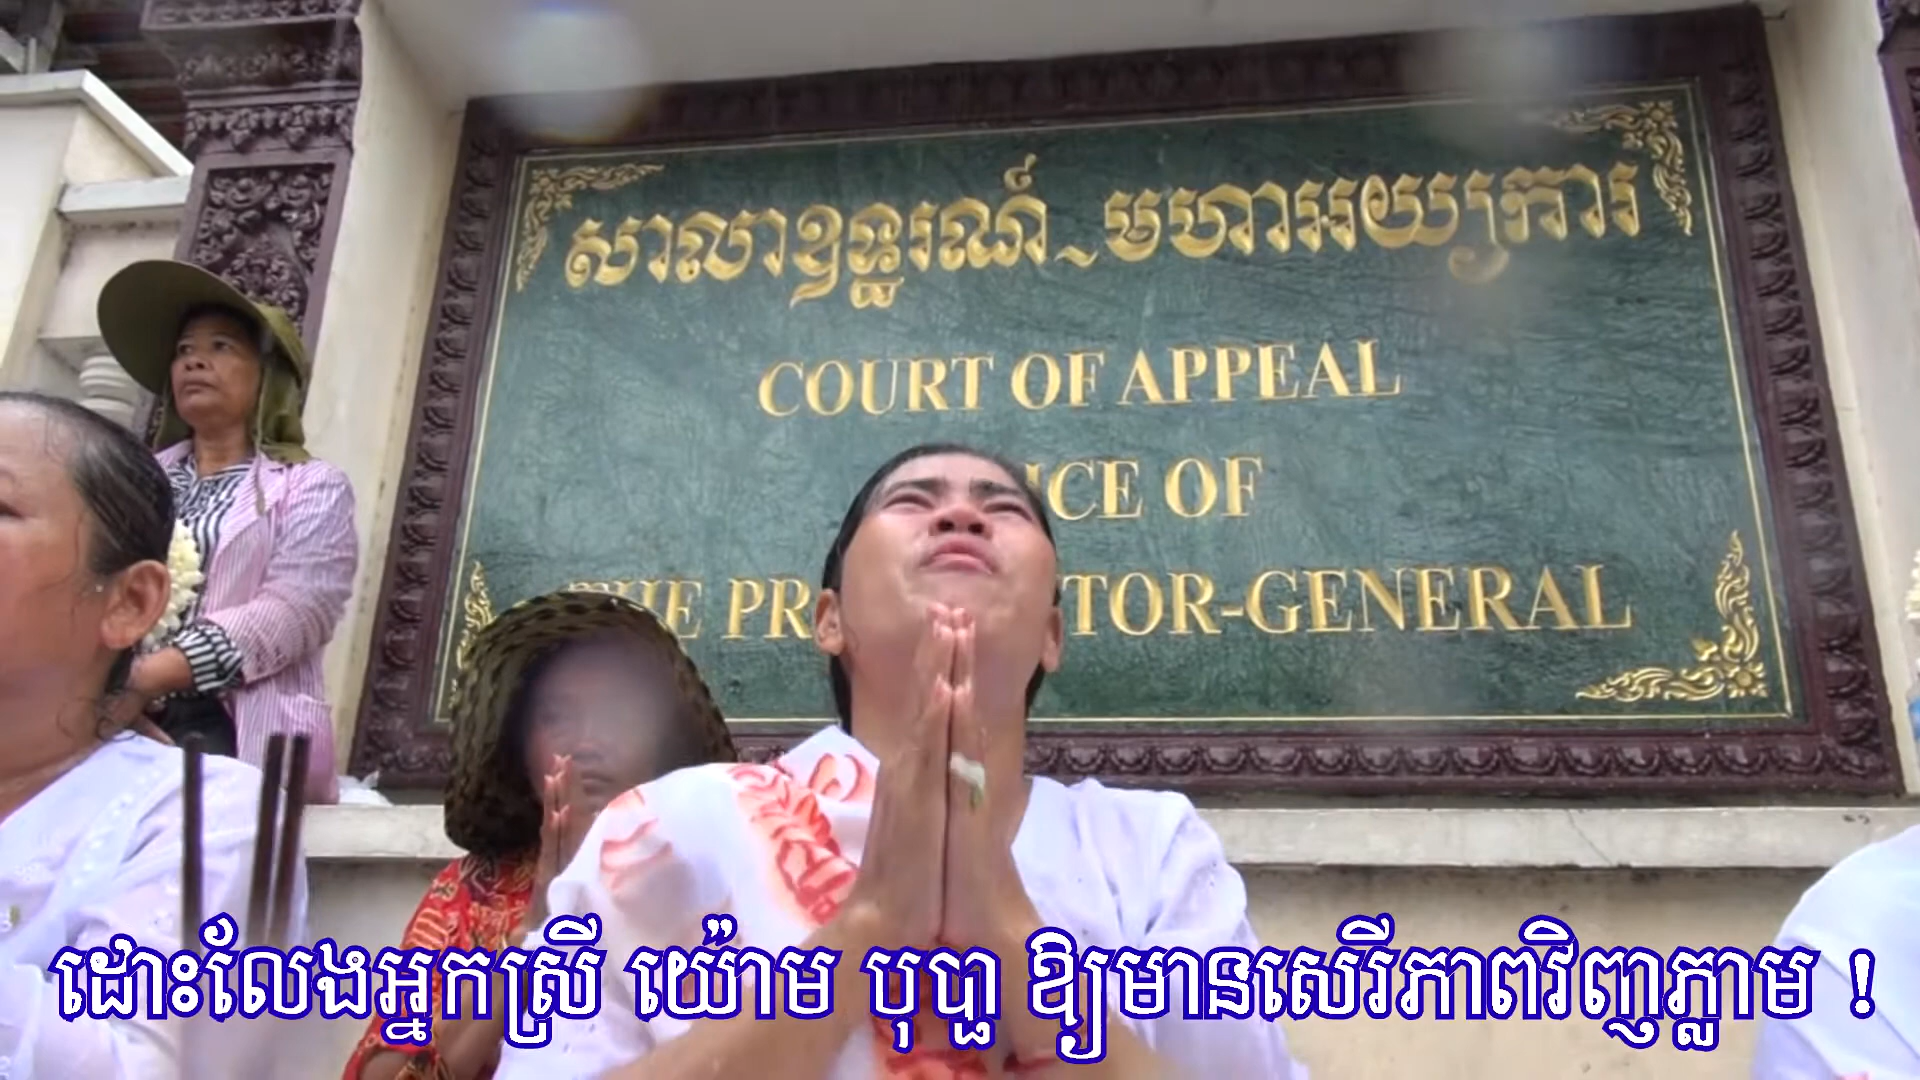 សាលាឧទ្ធរណ៍_មហាអយ្យការ
COURT OF APPEAL
ICE OF
THE PR TOR-GENERAL
ដោះលែងអ្នកស្រី យ៉ោម បុប្ផា ឱ្យមានសេរីភាពវិញភ្លាម !